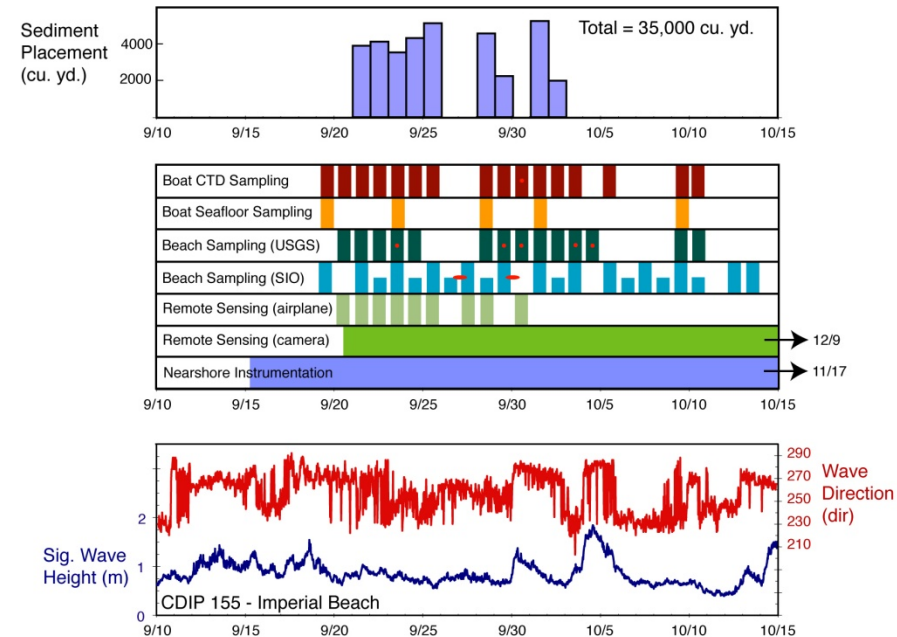 Sediment
Placement
(cu. yd.)
Total = 35,000 cu. yd.
4000
2000
9/10 9/15 9/20 9/25 9/30 10/5 10/10 10/15
Boat CTD Sampling
Boat Seafloor Sampling
Beach Sampling (USGS)
Beach Sampling (SIO)
Remote Sensing (airplane)
Remote Sensing (camera)
12/9
Nearshore Instrumentation
11/17
9/10 9/15 9/20 9/25 9/30 10/5 10/10 10/15
290
270
250
230
210
Wave
Direction
(dir)
2
1
0
Sig. Wave
Height (m)
CDIP 155 - Imperial Beach
9/10 9/15 9/20 9/25 9/30 10/5 10/10 10/15